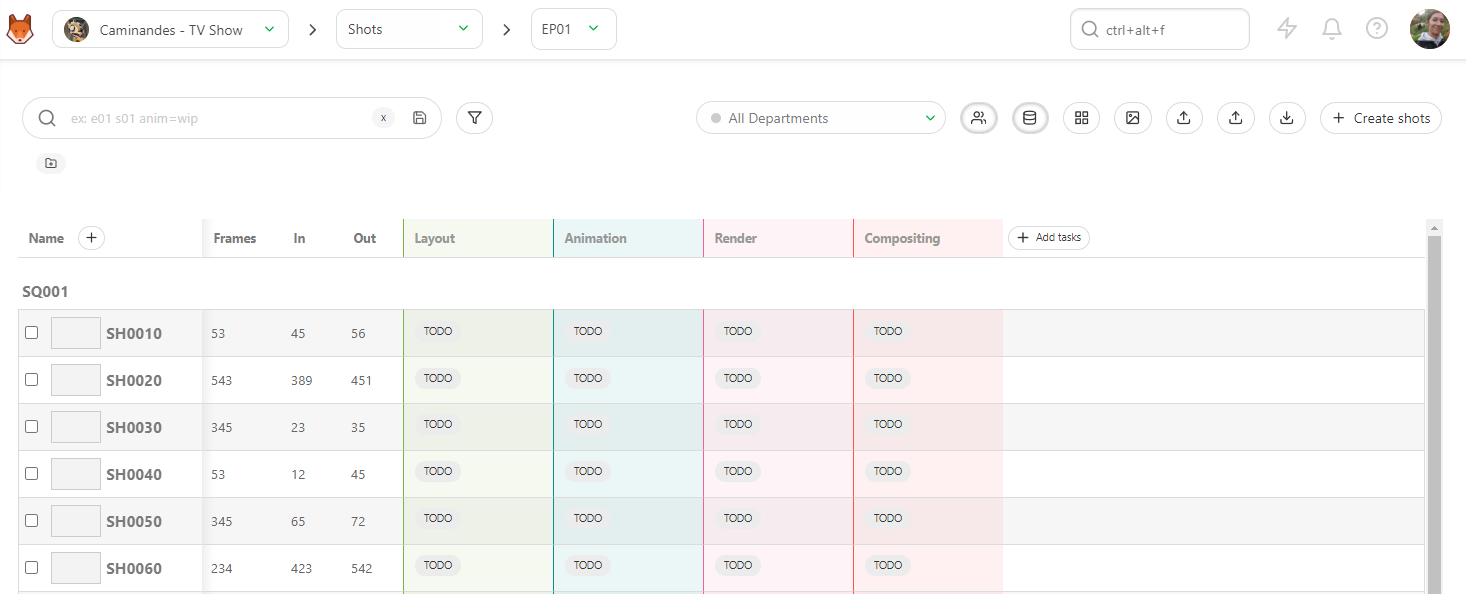 Caminandes - TV Show Shots EP01 ctrl+alt+f
ex: e01 s01 anim=wip x All Departments Create shots
Name Frames In Out Layout Animation Render Compositing Add tasks
SQ001
SH0010 53 45 56 TODO TODO TODO TODO
SH0020 543 389 451 TODO TODO TODO TODO
SH0030 345 23 35 TODO TODO TODO TODO
SH0040 53 12 45 TODO TODO TODO TODO
SH0050 345 65 72 TODO TODO TODO TODO
SH0060 234 423 542 TODO TODO TODO TODO